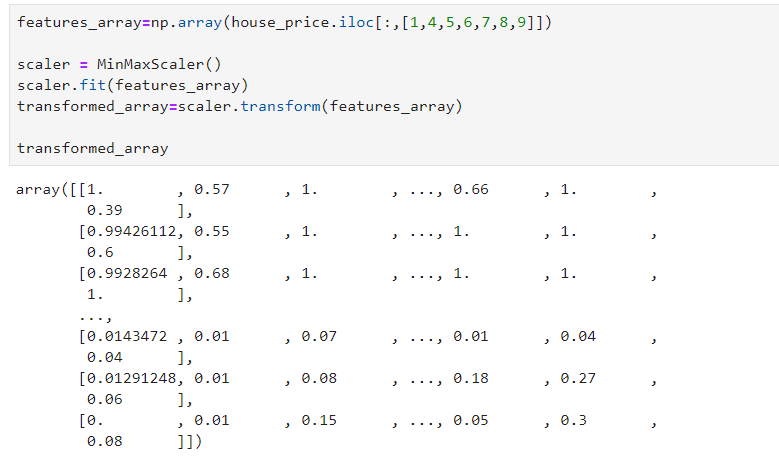 features_array=np.array(house_price.iloc[:,[1,4,5,6,7,8,9]])

scaler = MinMaxScaler()
scaler.fit(features_array)
transformed_array=scaler.transform(features_array)

transformed_array

array([[1.        , 0.57      , 1.        , ..., 0.66      , 1.        ,
        0.39      ],
       [0.99426112, 0.55      , 1.        , ..., 1.        , 1.        ,
        0.6       ],
       [0.9928264 , 0.68      , 1.        , ..., 1.        , 1.        ,
        1.        ],
       ...,
       [0.0143472 , 0.01      , 0.07      , ..., 0.01      , 0.04      ,
        0.04      ],
       [0.01291248, 0.01      , 0.08      , ..., 0.18      , 0.27      ,
        0.06      ],
       [0.        , 0.01      , 0.15      , ..., 0.05      , 0.3       ,
        0.08      ]])